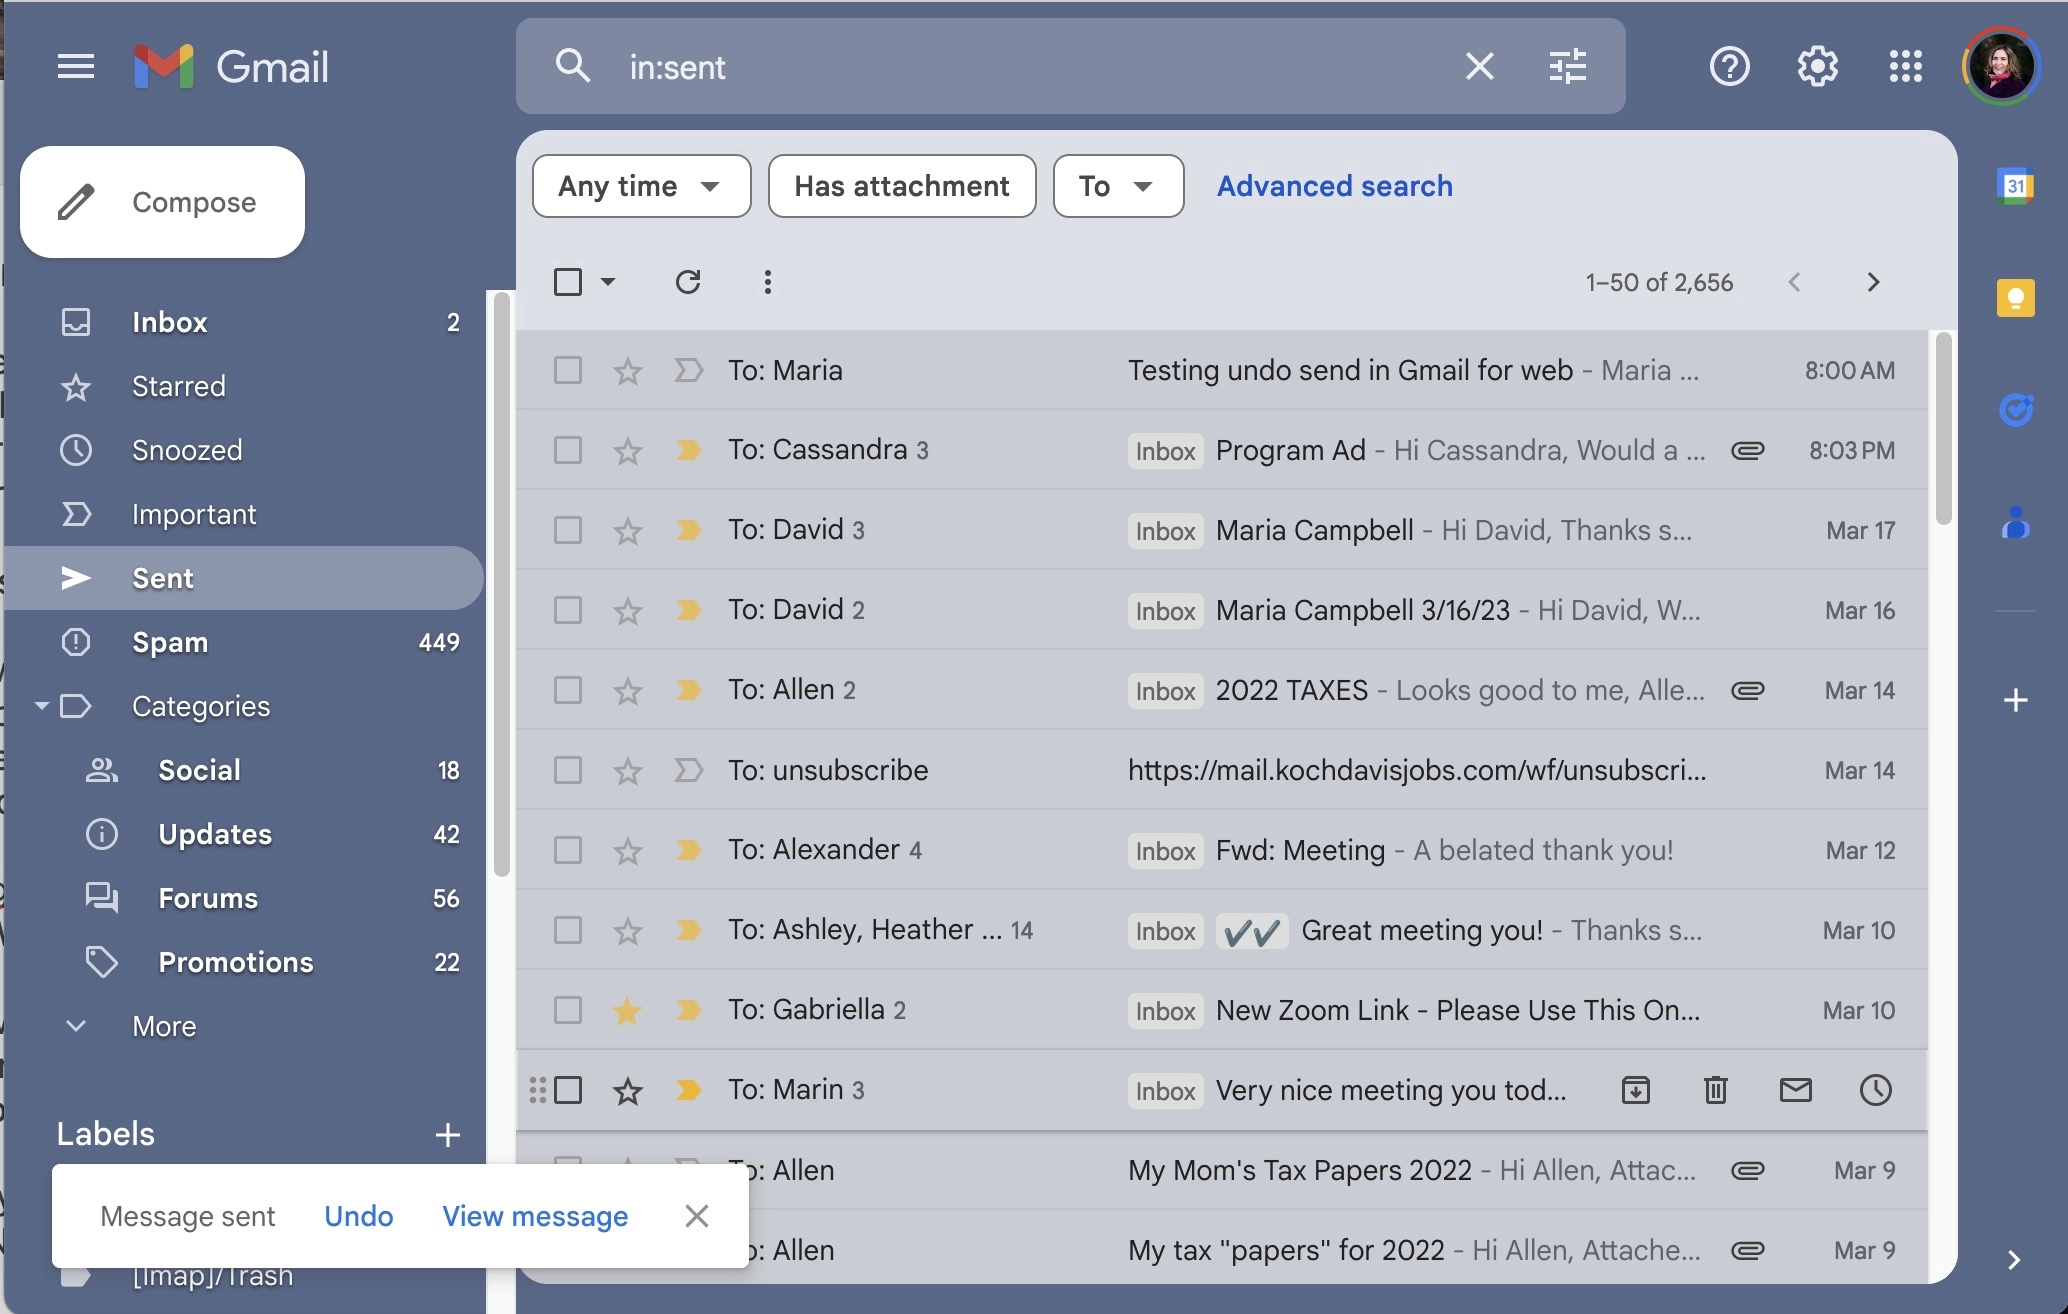 Gmail
in:sent
Compose
Any time
Has attachment
To
Advanced search
31
1–50 of 2,656
Inbox 2
Starred
Snoozed
Important
Sent
Spam 449
Categories
Social 18
Updates 42
Forums 56
Promotions 22
More
Labels
[Imap]/Trash
To: Maria Testing undo send in Gmail for web - Maria ... 8:00 AM
To: Cassandra 3 Inbox Program Ad - Hi Cassandra, Would a ... 8:03 PM
To: David 3 Inbox Maria Campbell - Hi David, Thanks s... Mar 17
To: David 2 Inbox Maria Campbell 3/16/23 - Hi David, W... Mar 16
To: Allen 2 Inbox 2022 TAXES - Looks good to me, Alle... Mar 14
To: unsubscribe https://mail.kochdavisjobs.com/wf/unsubscri... Mar 14
To: Alexander 4 Inbox Fwd: Meeting - A belated thank you! Mar 12
To: Ashley, Heather ... 14 Inbox ✔✔ Great meeting you! - Thanks s... Mar 10
To: Gabriella 2 Inbox New Zoom Link - Please Use This On... Mar 10
To: Marin 3 Inbox Very nice meeting you tod...
To: Allen My Mom's Tax Papers 2022 - Hi Allen, Attac... Mar 9
To: Allen My tax "papers" for 2022 - Hi Allen, Attache... Mar 9
Message sent Undo View message